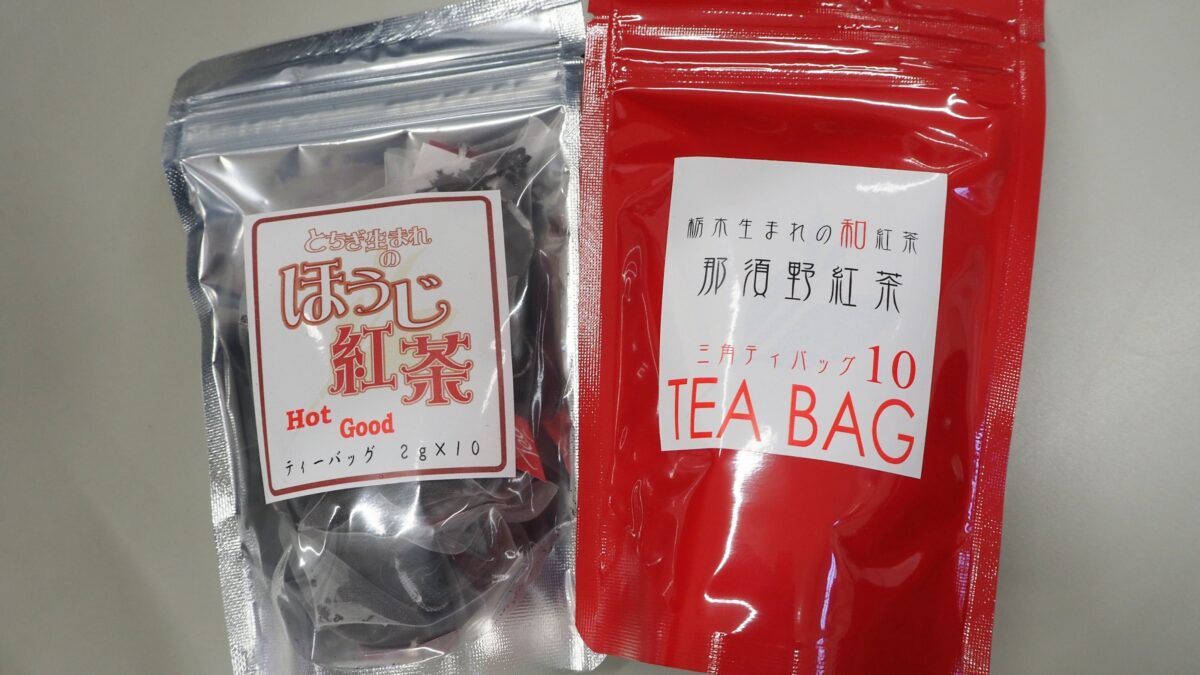 とちぎ生まれ
の
ほうじ
紅茶
Hot
Good
ティーバッグ 2g×10
栃木生まれの和紅茶
那須野紅茶
三角ティバッグ10
TEA BAG